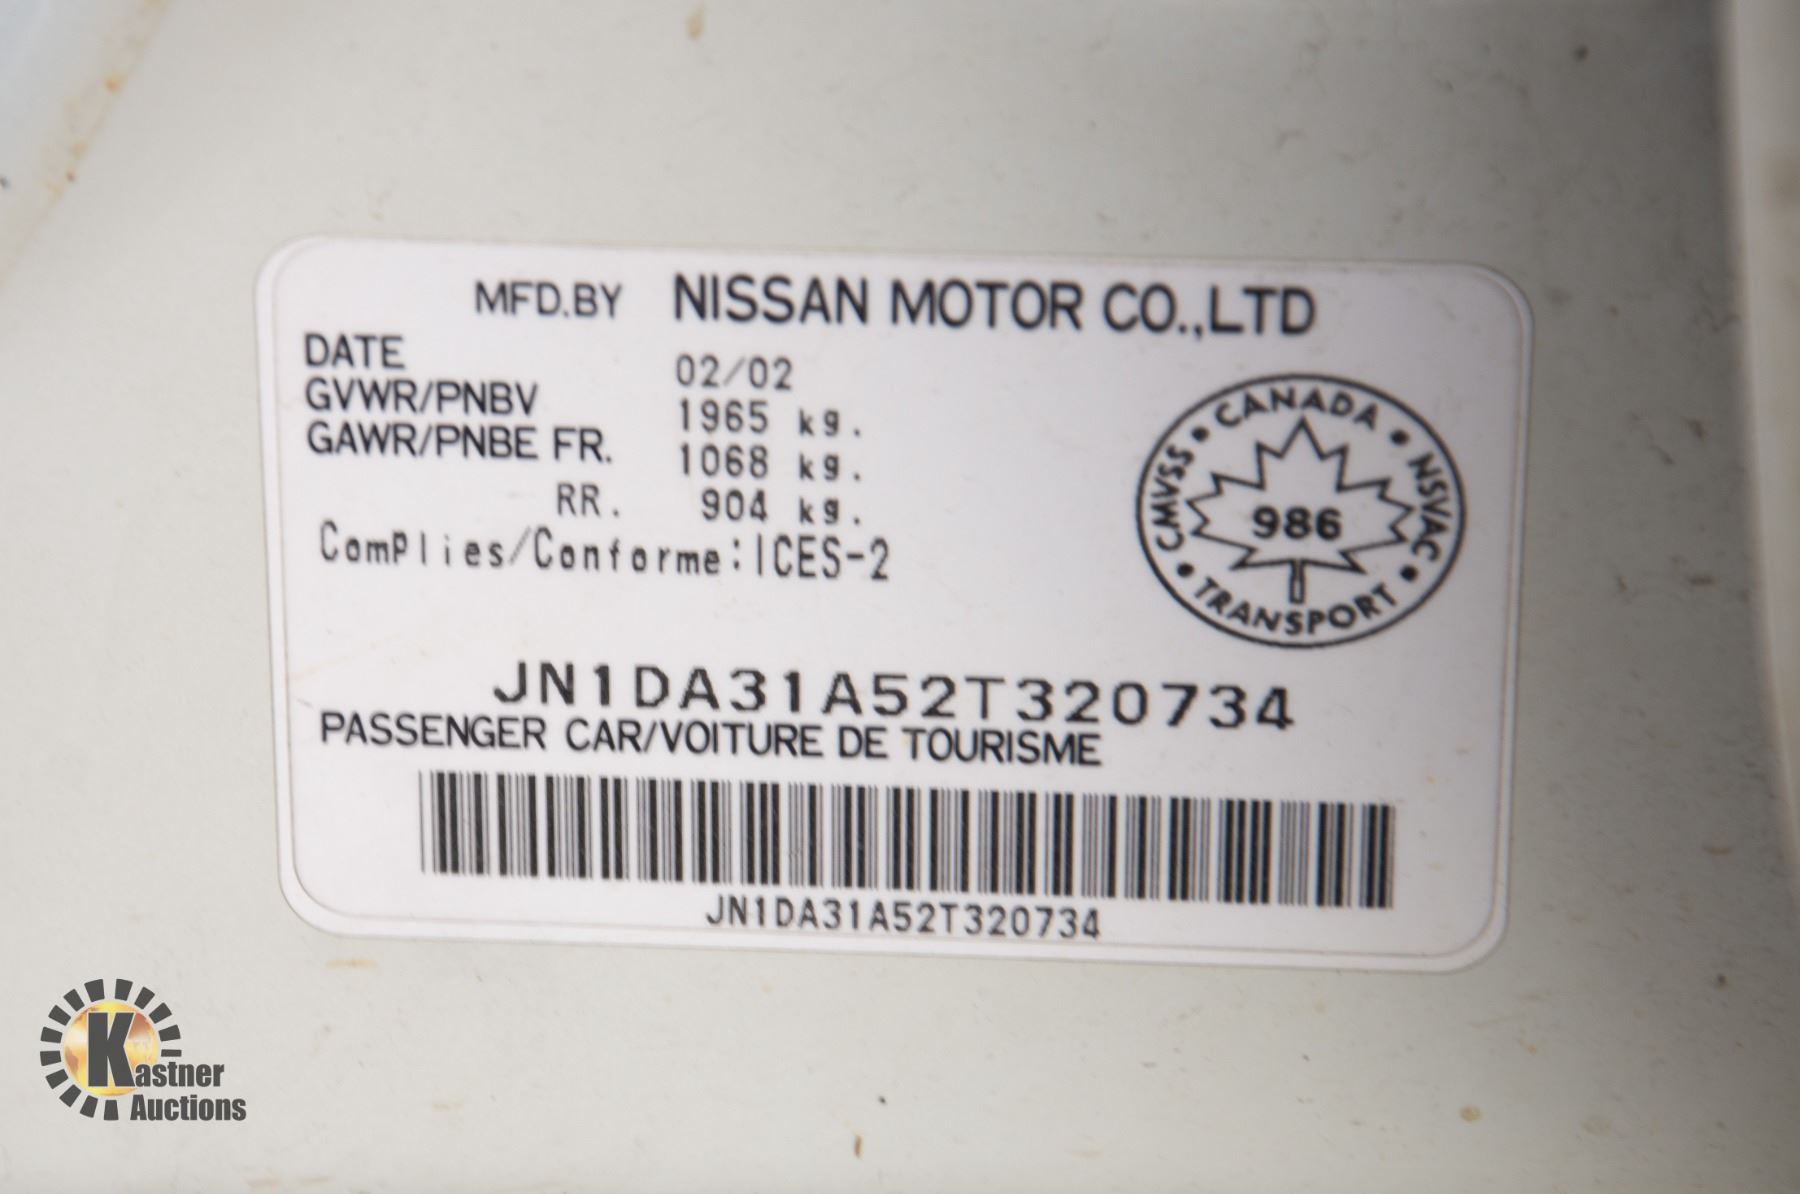 MFD.BY NISSAN MOTOR CO.,LTD
DATE 02/02
GVWR/PNBV 1965 kg.
GAWR/PNBE FR. 1068 kg.
RR. 904 kg.
Complies/Conforme:ICES-2
CANADA
CMVSS NSVAC
986
TRANSPORT
JN1DA31A52T320734
PASSENGER CAR/VOITURE DE TOURISME
JN1DA31A52T320734
Kastner
Auctions